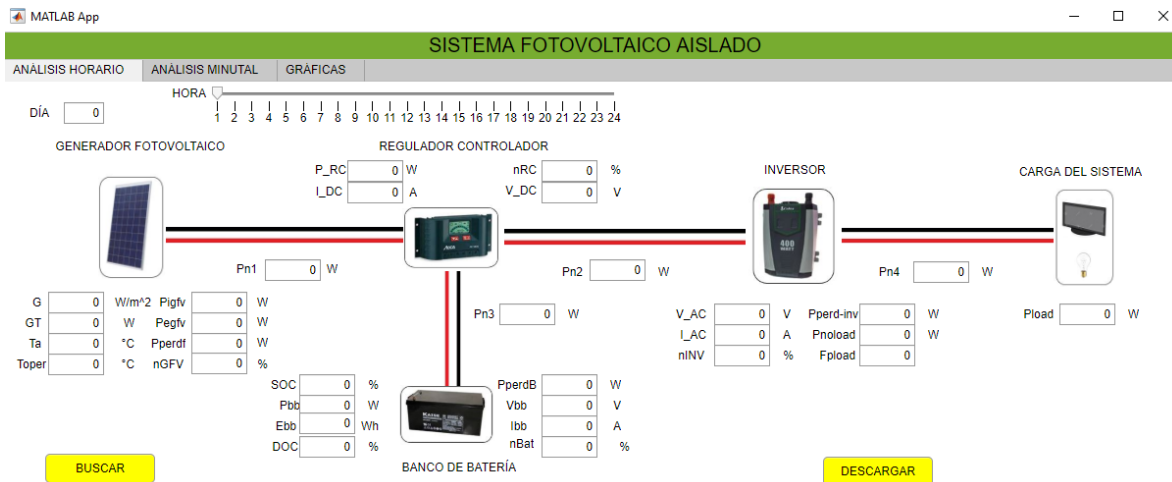 MATLAB App
SISTEMA FOTOVOLTAICO AISLADO
ANÁLISIS HORARIO ANÁLISIS MINUTAL GRÁFICAS
HORA
DÍA 0
1 2 3 4 5 6 7 8 9 10 11 12 13 14 15 16 17 18 19 20 21 22 23 24
GENERADOR FOTOVOLTAICO REGULADOR CONTROLADOR
P_RC 0 W nRC 0 % INVERSOR CARGA DEL SISTEMA
I_DC 0 A V_DC 0 V
400
WATT
Pn1 0 W Pn2 0 W Pn4 0 W
G 0 W/m^2 Pigfv 0 W
Pn3 0 W V_AC 0 V Pperd-inv 0 W Pload 0 W
GT 0 W Pegfv 0 W
I_AC 0 A Pnoload 0 W
Ta 0 °C Pperdf 0 W
nINV 0 % Fpload 0
Toper 0 °C nGFV 0 %
SOC 0 % PperdB 0 W
Pbb 0 W Vbb 0 V
Ebb 0 Wh Ibb 0 A
DOC 0 % nBat 0 %
BUSCAR BANCO DE BATERÍA DESCARGAR